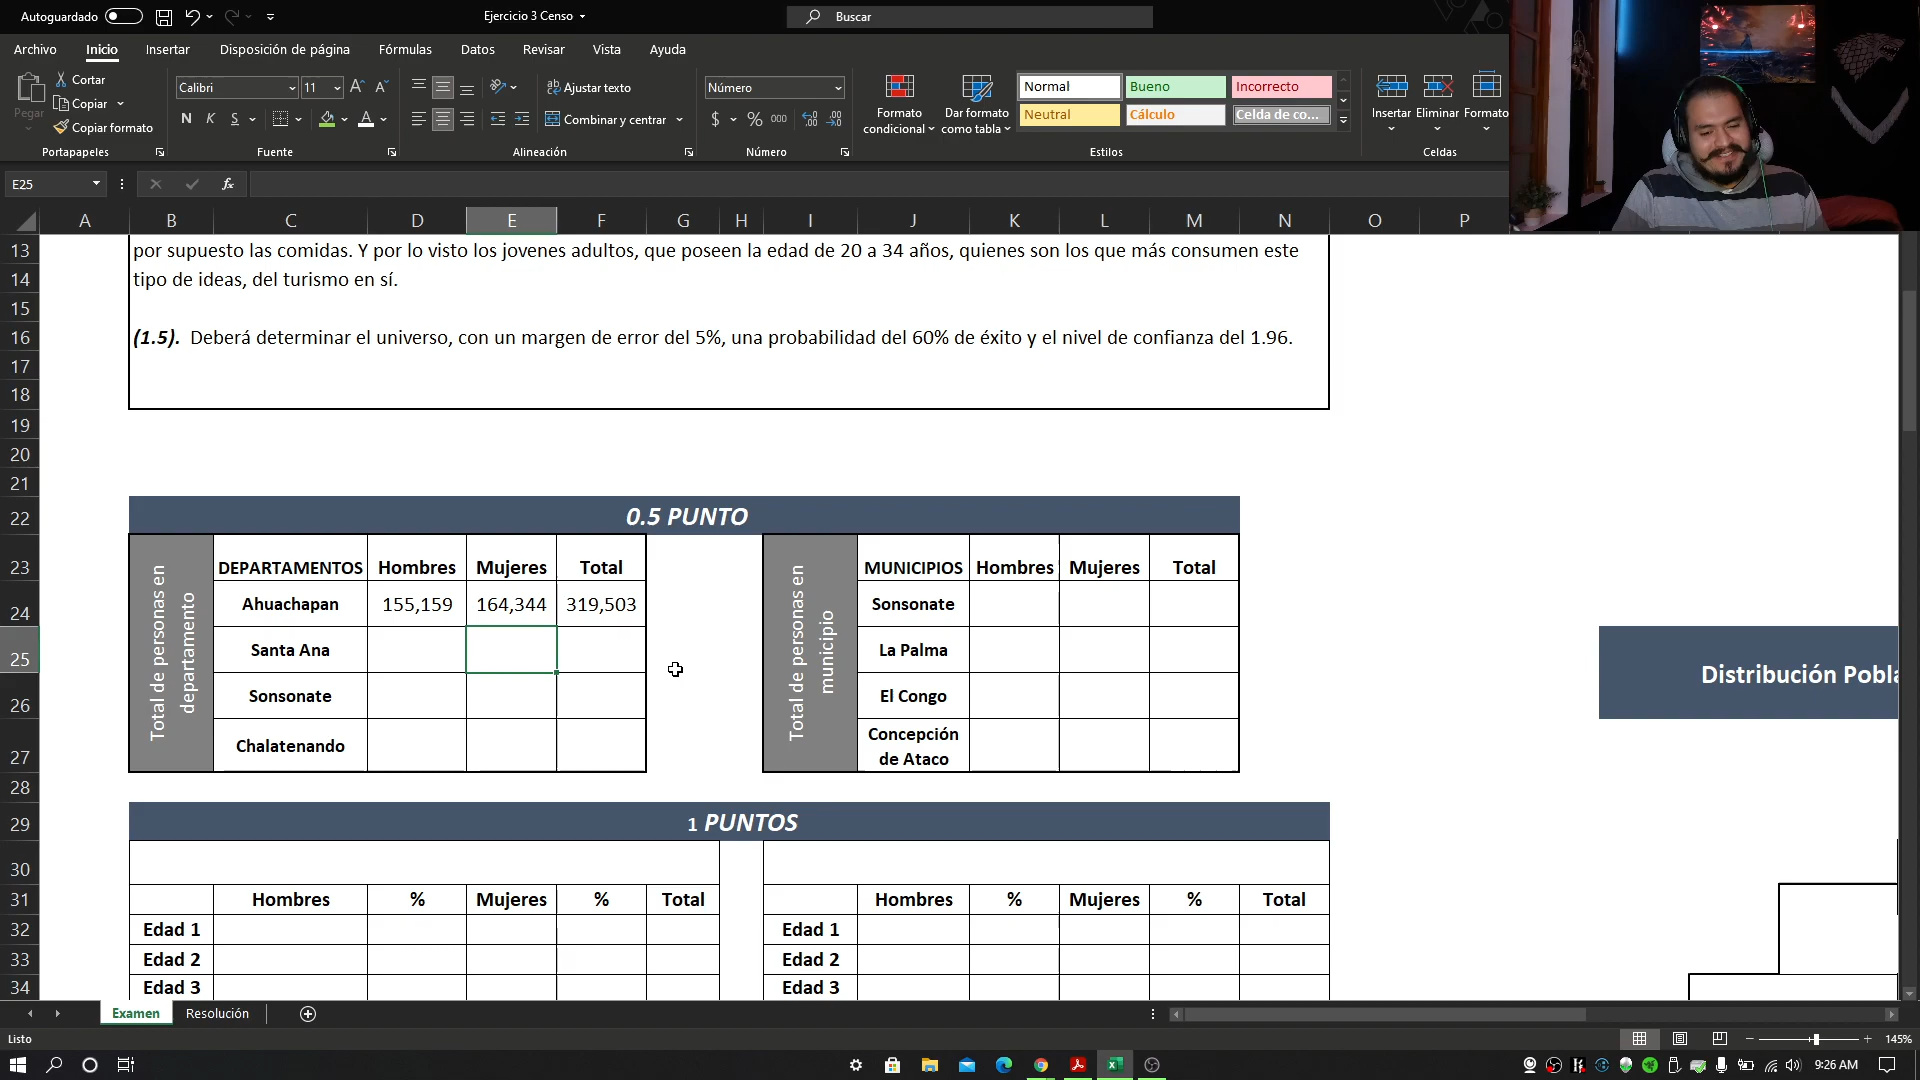 Autoguardado
Ejercicio 3 Censo
Buscar
Archivo
Inicio
Insertar
Disposición de página
Fórmulas
Datos
Revisar
Vista
Ayuda
Pegar
Cortar
Copiar
Copiar formato
Portapapeles
Calibri
11
N K S
Fuente
Ajustar texto
Combinar y centrar
Alineación
Número
$ % 000
Número
Formato condicional
Dar formato como tabla
Normal
Bueno
Incorrecto
Neutral
Cálculo
Celda de co...
Estilos
Insertar
Eliminar
Formato
Celdas
E25
fx
A B C D E F G H I J K L M N O P
13 por supuesto las comidas. Y por lo visto los jovenes adultos, que poseen la edad de 20 a 34 años, quienes son los que más consumen este
14 tipo de ideas, del turismo en sí.
15
16 (1.5). Deberá determinar el universo, con un margen de error del 5%, una probabilidad del 60% de éxito y el nivel de confianza del 1.96.
17
18
19
20
21
22 0.5 PUNTO
Total de personas en departamento
23 DEPARTAMENTOS Hombres Mujeres Total
24 Ahuachapan 155,159 164,344 319,503
25 Santa Ana
26 Sonsonate
27 Chalatenando
Total de personas en municipio
MUNICIPIOS Hombres Mujeres Total
Sonsonate
La Palma
El Congo
Concepción de Ataco
Distribución Pobla
28
29 1 PUNTOS
30
31 Hombres % Mujeres % Total Hombres % Mujeres % Total
32 Edad 1 Edad 1
33 Edad 2 Edad 2
34 Edad 3 Edad 3
Examen
Resolución
Listo
145%
9:26 AM